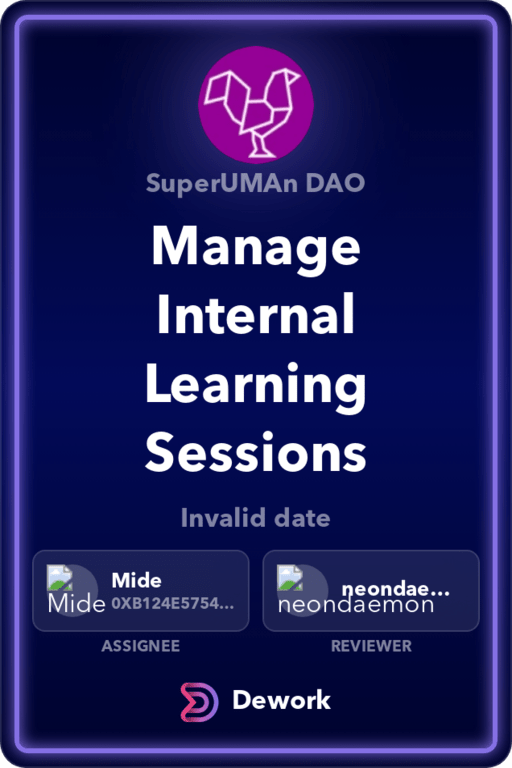 SuperUMAn DAO
Manage
Internal
Learning
Sessions
Invalid date
Mide
Mide
0XB124E5754...
neondae...
neondaemon
ASSIGNEE
REVIEWER
Dework